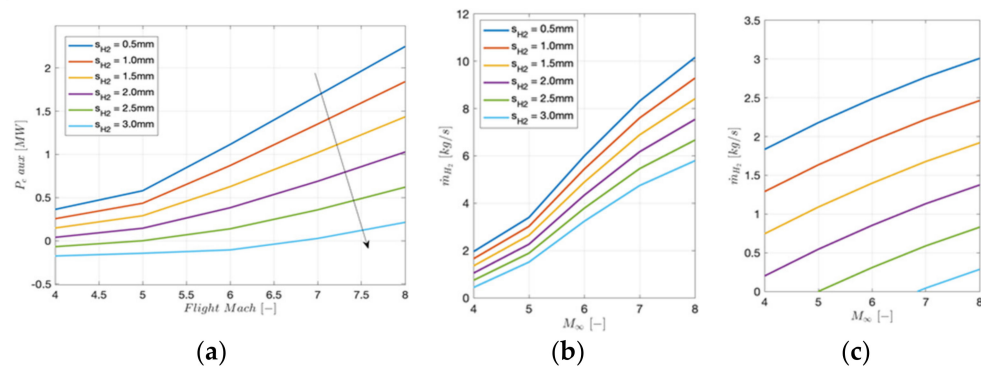 2
1.5
1
0.5
0
-0.5
P_e aux [MW]
s_H2 = 0.5mm
s_H2 = 1.0mm
s_H2 = 1.5mm
s_H2 = 2.0mm
s_H2 = 2.5mm
s_H2 = 3.0mm
4 4.5 5 5.5 6 6.5 7 7.5 8
Flight Mach [−]
(a)
12
10
8
6
4
2
0
ṁ_H₂ [kg/s]
s_H2 = 0.5mm
s_H2 = 1.0mm
s_H2 = 1.5mm
s_H2 = 2.0mm
s_H2 = 2.5mm
s_H2 = 3.0mm
4 5 6 7 8
M_∞ [−]
(b)
3.5
3.0
2.5
2.0
1.5
1.0
0.5
0
ṁ_H₂ [kg/s]
4 5 6 7 8
M_∞ [−]
(c)